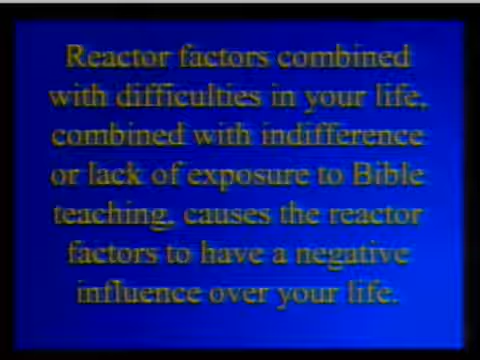 Reactor factors combined
with difficulties in your life,
combined with indifference
or lack of exposure to Bible
teaching, causes the reactor
factors to have a negative
influence over your life.